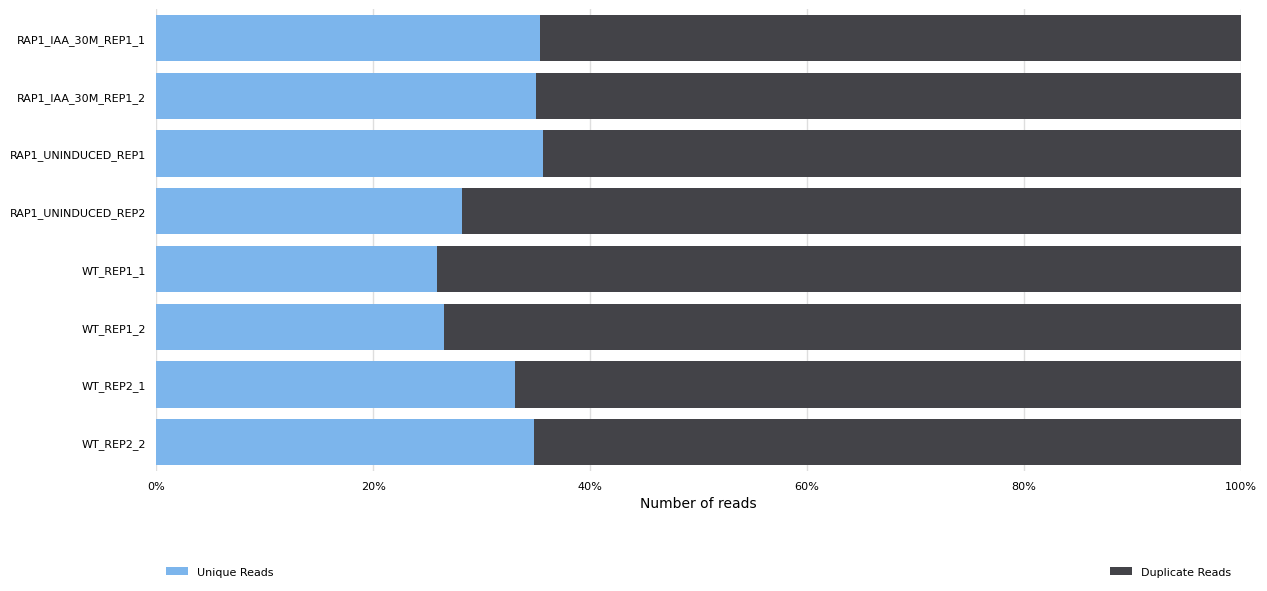 RAP1_IAA_30M_REP1_1
RAP1_IAA_30M_REP1_2
RAP1_UNINDUCED_REP1
RAP1_UNINDUCED_REP2
WT_REP1_1
WT_REP1_2
WT_REP2_1
WT_REP2_2
0% 20% 40% 60% 80% 100%
Number of reads
Unique Reads Duplicate Reads